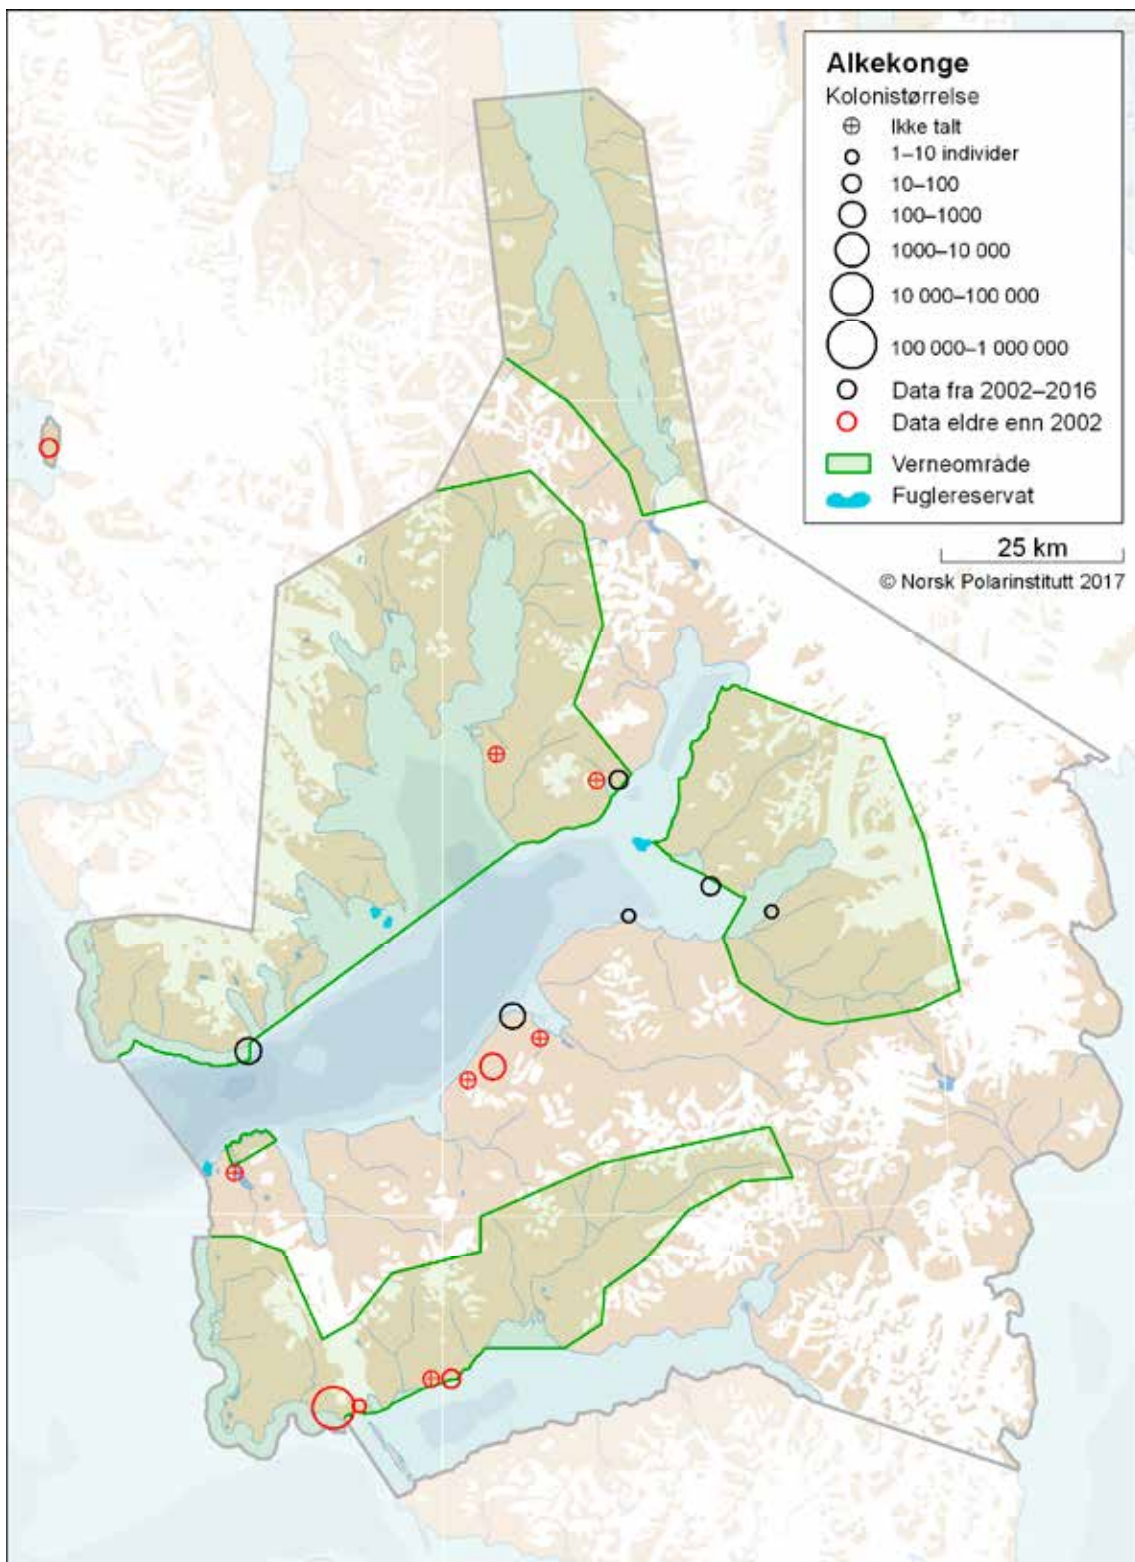 Alkekonge
Kolonistørrelse
Ikke talt
1–10 individer
10–100
100–1000
1000–10 000
10 000–100 000
100 000–1 000 000
Data fra 2002–2016
Data eldre enn 2002
Verneområde
Fuglereservat
25 km
© Norsk Polarinstitutt 2017